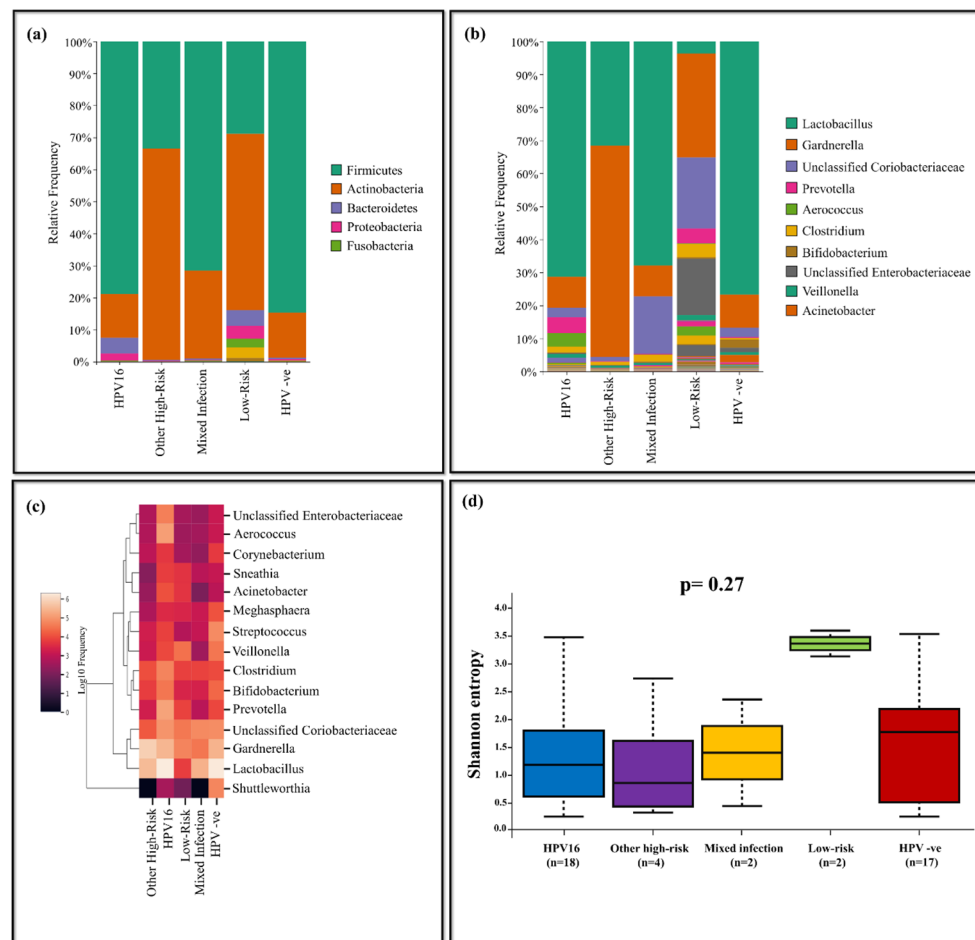 (a)
100%
90%
80%
70%
60%
50%
40%
30%
20%
10%
0%
Relative Frequency
HPV16
Other High-Risk
Mixed Infection
Low-Risk
HPV -ve
Firmicutes
Actinobacteria
Bacteroidetes
Proteobacteria
Fusobacteria
(b)
100%
90%
80%
70%
60%
50%
40%
30%
20%
10%
0%
Relative Frequency
HPV16
Other High-Risk
Mixed Infection
Low-Risk
HPV -ve
Lactobacillus
Gardnerella
Unclassified Coriobacteriaceae
Prevotella
Aerococcus
Clostridium
Bifidobacterium
Unclassified Enterobacteriaceae
Veillonella
Acinetobacter
(c)
6
5
4
3
2
1
0
Log10 Frequency
Unclassified Enterobacteriaceae
Aerococcus
Corynebacterium
Sneathia
Acinetobacter
Meghasphaera
Streptococcus
Veillonella
Clostridium
Bifidobacterium
Prevotella
Unclassified Coriobacteriaceae
Gardnerella
Lactobacillus
Shuttleworthia
Other High-Risk
HPV16
Low-Risk
Mixed Infection
HPV -ve
(d)
p= 0.27
4.0
3.5
3.0
2.5
2.0
1.5
1.0
0.5
0.0
Shannon entropy
HPV16
(n=18)
Other high-risk
(n=4)
Mixed infection
(n=2)
Low-risk
(n=2)
HPV -ve
(n=17)